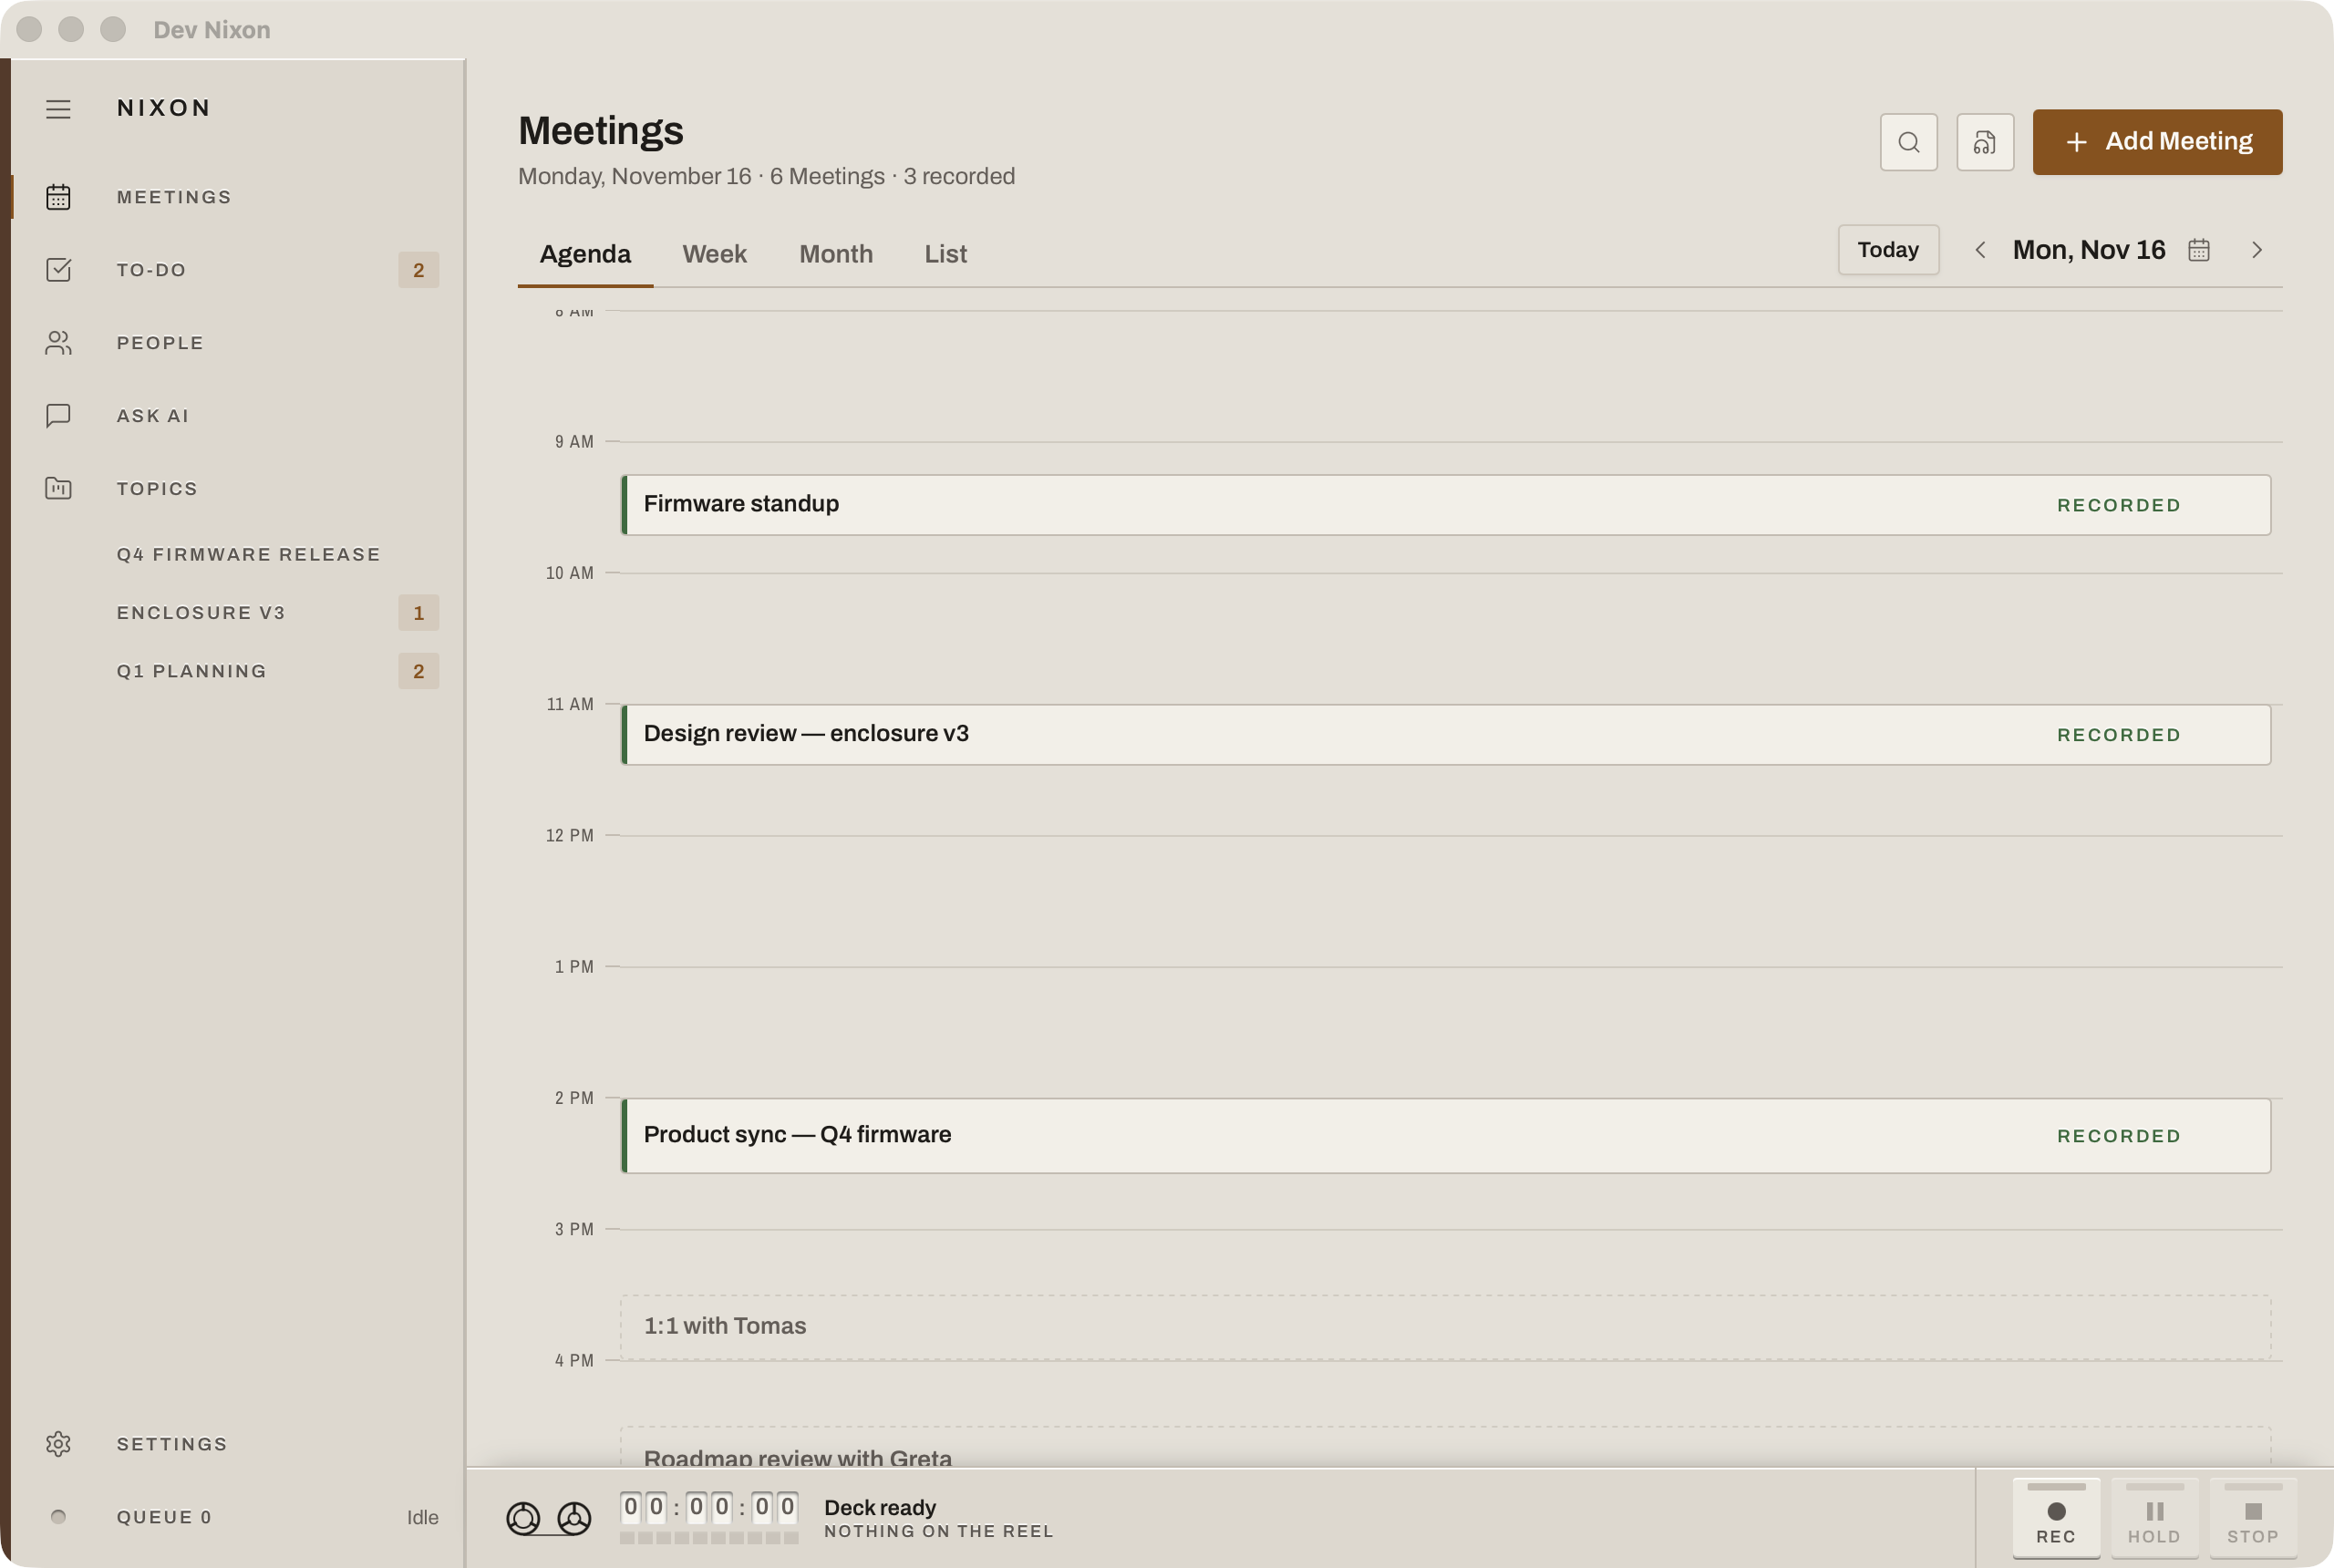 Dev Nixon
NIXON
MEETINGS
TO-DO 2
PEOPLE
ASK AI
TOPICS
Q4 FIRMWARE RELEASE
ENCLOSURE V3 1
Q1 PLANNING 2
SETTINGS
QUEUE 0 Idle
Meetings
Monday, November 16 · 6 Meetings · 3 recorded
Add Meeting
Agenda Week Month List
Today Mon, Nov 16
8 AM
9 AM
Firmware standup RECORDED
10 AM
11 AM
Design review — enclosure v3 RECORDED
12 PM
1 PM
2 PM
Product sync — Q4 firmware RECORDED
3 PM
1:1 with Tomas
4 PM
Roadmap review with Greta
00:00:00
Deck ready
NOTHING ON THE REEL
REC HOLD STOP